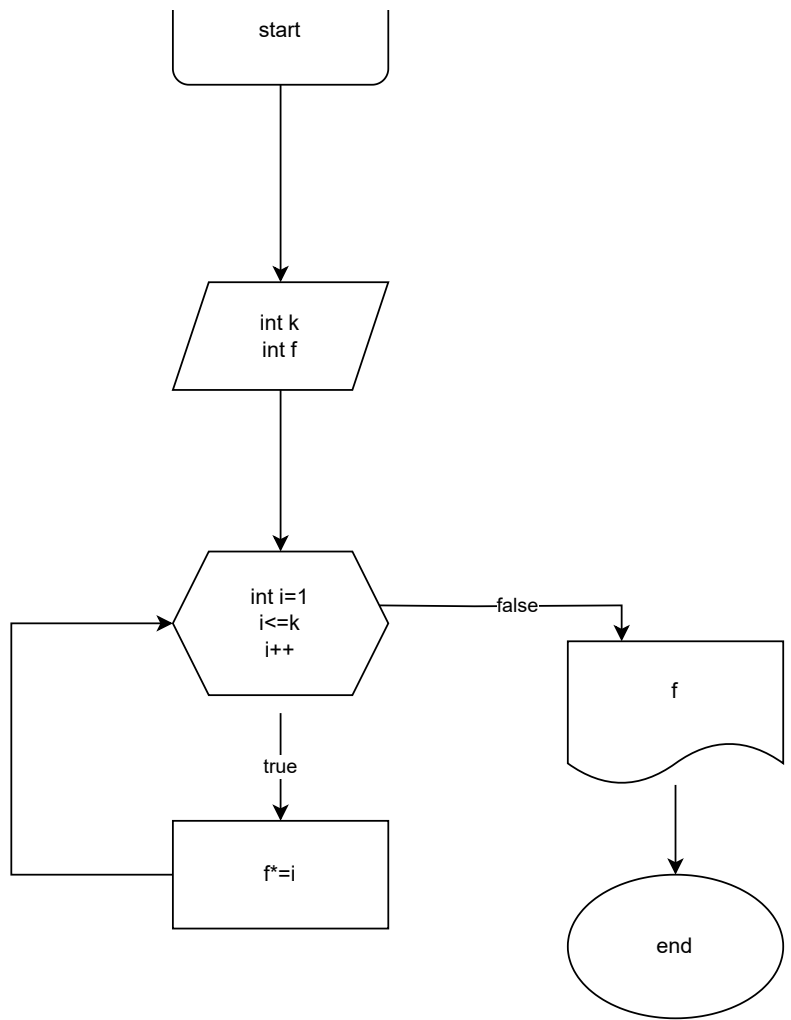 start
int k
int f
int i=1
i<=k
i++
false
true
f
f*=i
end